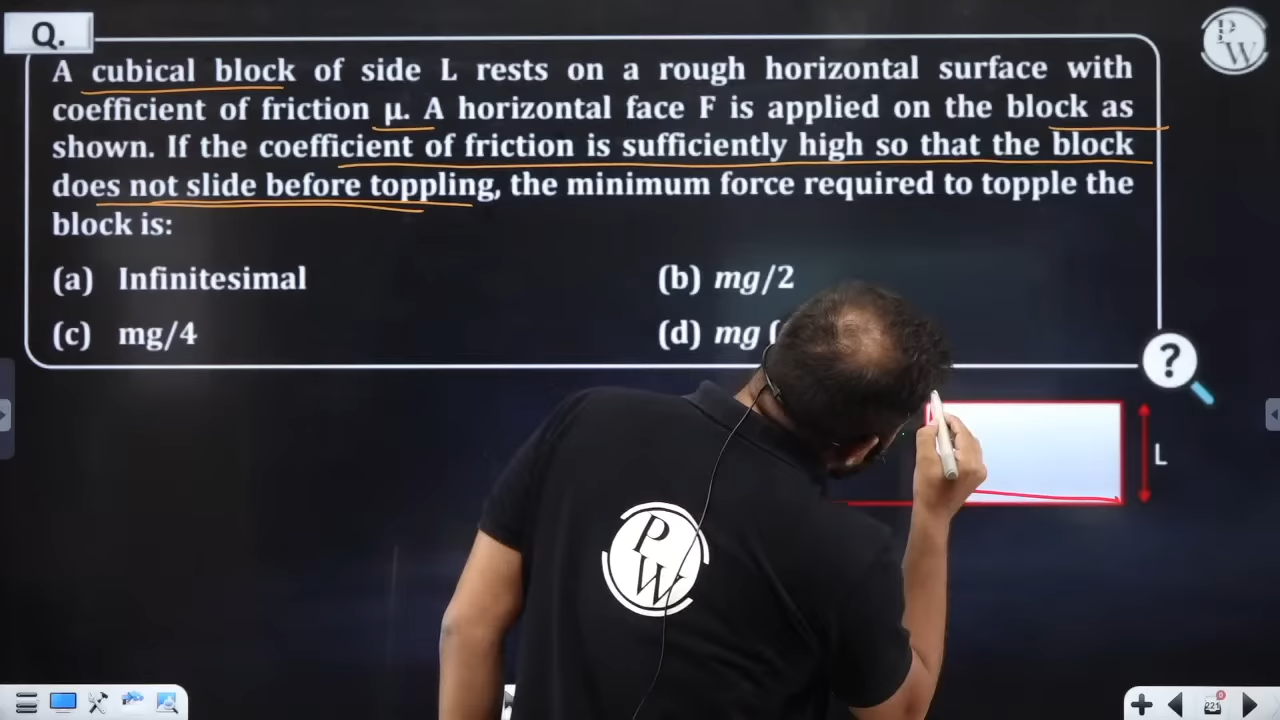 Q.
P
W
A cubical block of side L rests on a rough horizontal surface with
coefficient of friction μ. A horizontal face F is applied on the block as
shown. If the coefficient of friction is sufficiently high so that the block
does not slide before toppling, the minimum force required to topple the
block is:
(a) Infinitesimal
(b) mg/2
(c) mg/4
(d) mg (
?
L
P
W
221